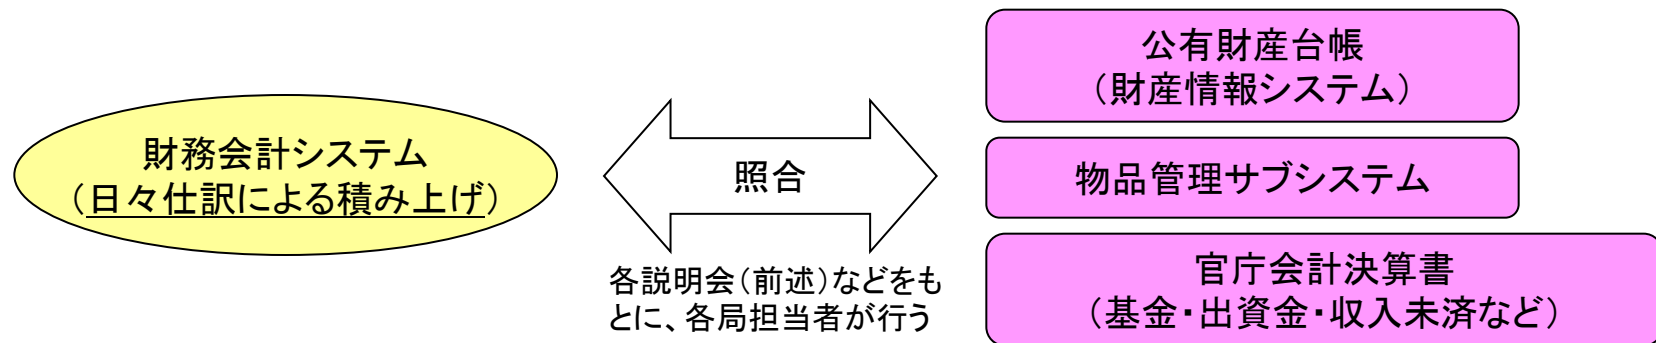 財務会計システム
（日々仕訳による積み上げ）
照合
各説明会（前述）などをも
とに、各局担当者が行う
公有財産台帳
（財産情報システム）
物品管理サブシステム
官庁会計決算書
（基金・出資金・収入未済など）